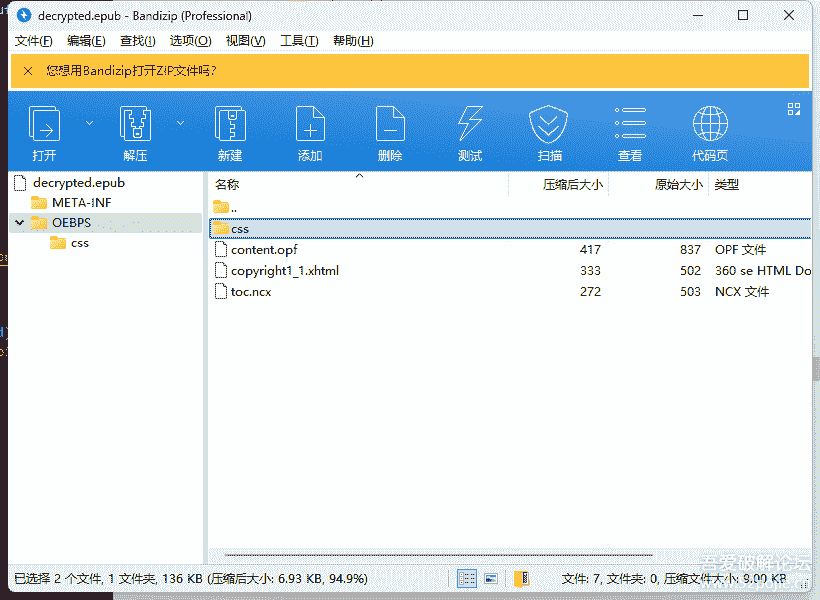 decrypted.epub - Bandizip (Professional)
文件(F) 编辑(E) 查找(I) 选项(O) 视图(V) 工具(T) 帮助(H)
您想用Bandizip打开ZIP文件吗?
打开 解压 新建 添加 删除 测试 扫描 查看 代码页
decrypted.epub
META-INF
OEBPS
css
名称 压缩后大小 原始大小 类型
..
css
content.opf 417 837 OPF 文件
copyright1_1.xhtml 333 502 360 se HTML Do
toc.ncx 272 503 NCX 文件
吾爱破解论坛
已选择 2 个文件, 1 文件夹, 136 KB (压缩后大小: 6.93 KB, 94.9%) 文件: 7, 文件夹: 0, 压缩文件大小: 9.00 KB